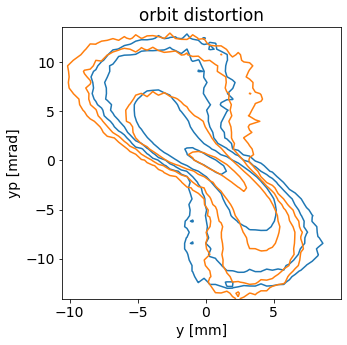 orbit distortion
yp [mrad]
10
5
0
−5
−10
−10 −5 0 5
y [mm]